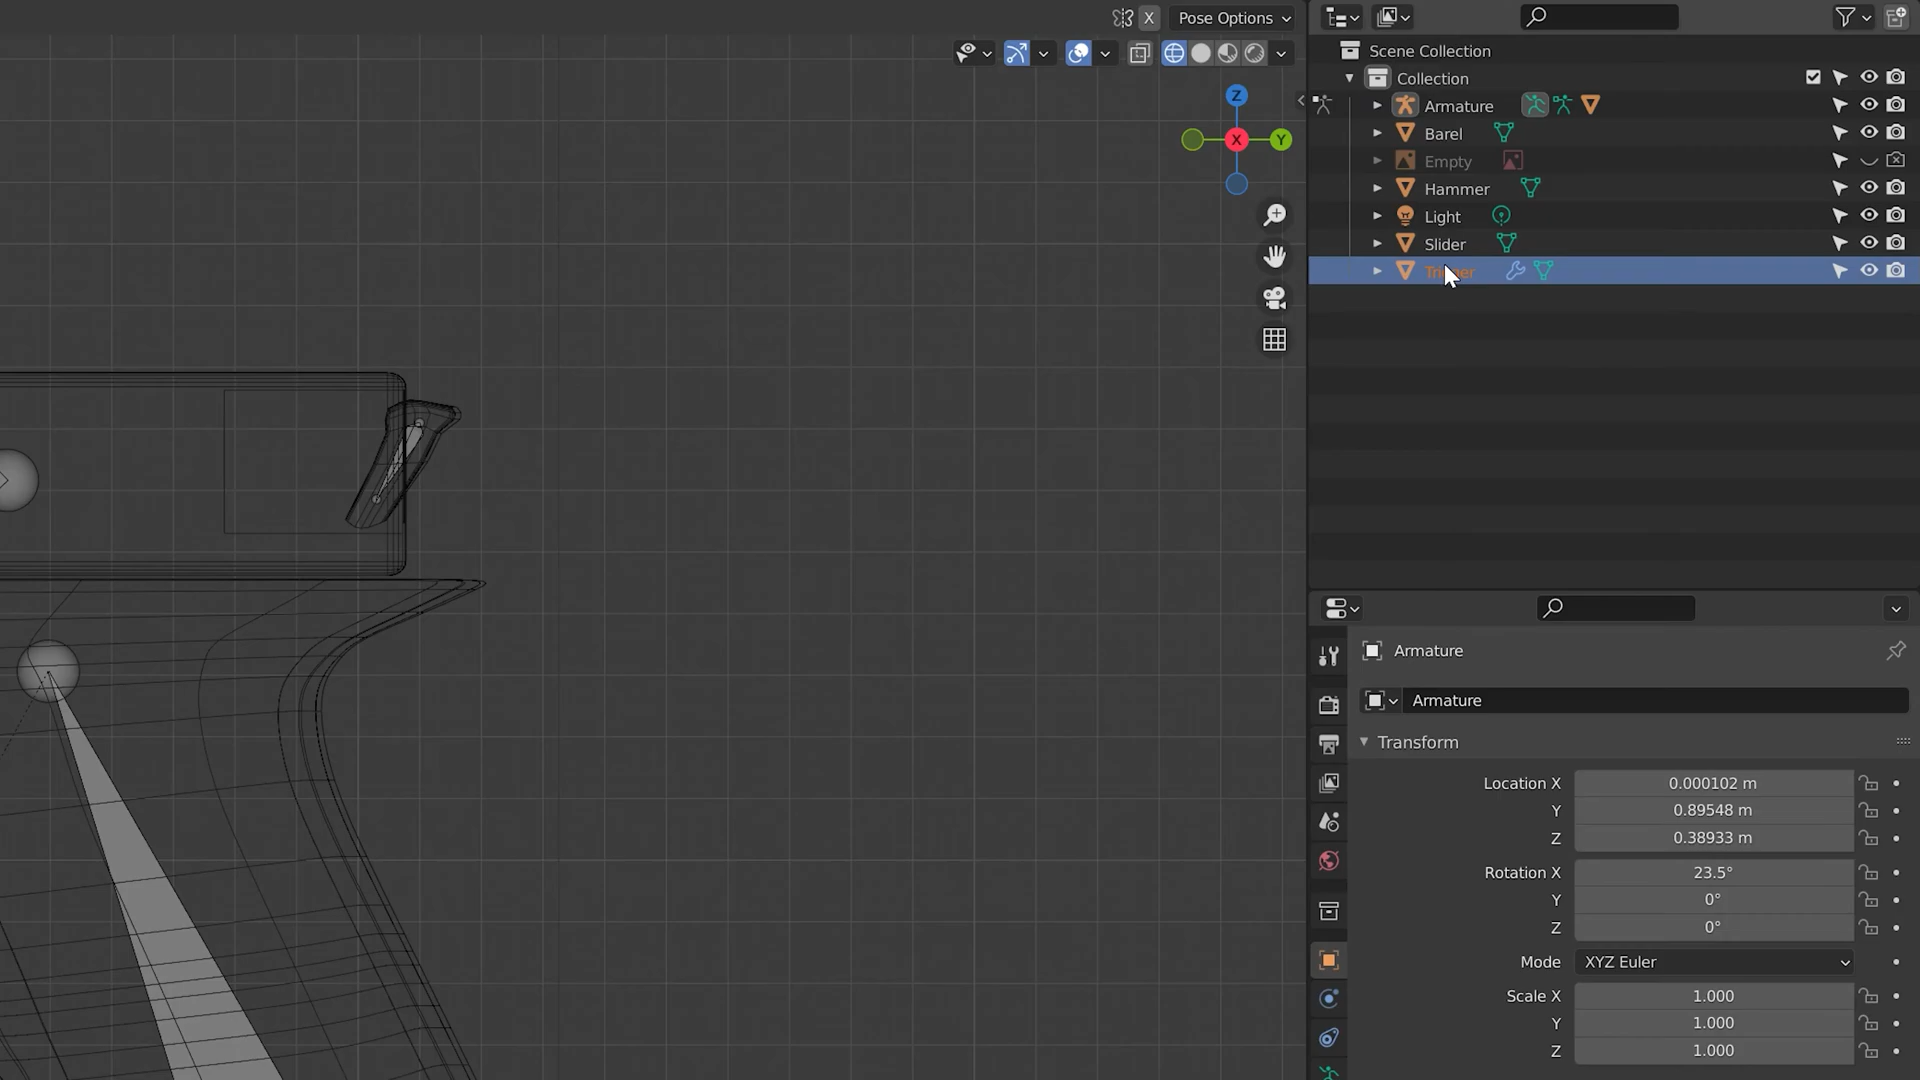 X Pose Options
Scene Collection
Collection
Armature
Barel
Empty
Hammer
Light
Slider
Trigger
Z
X
Y
Armature
Armature
Transform
Location X 0.000102 m
Y 0.89548 m
Z 0.38933 m
Rotation X 23.5°
Y 0°
Z 0°
Mode XYZ Euler
Scale X 1.000
Y 1.000
Z 1.000